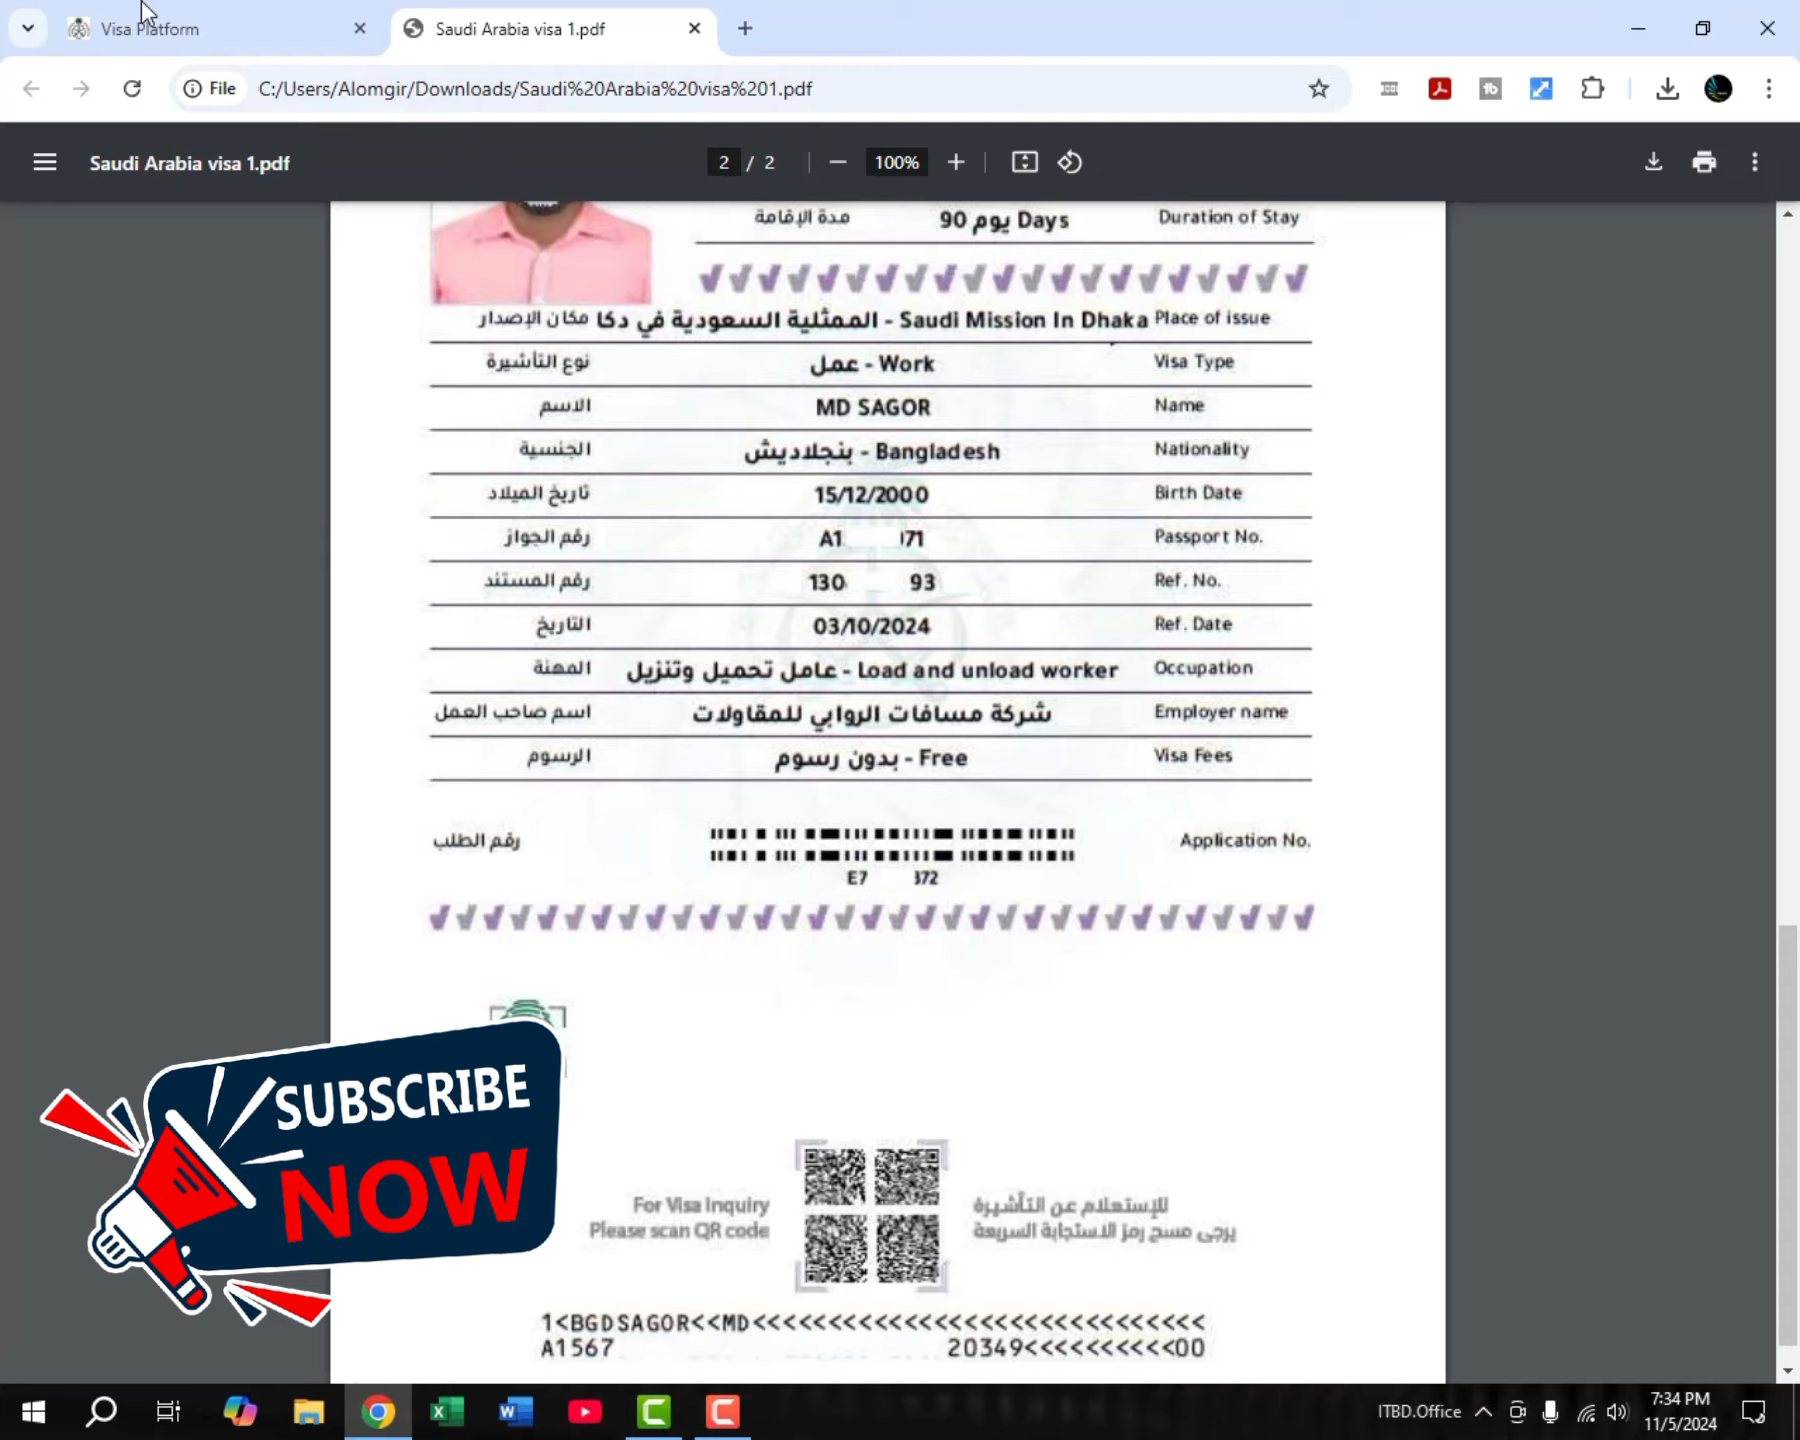 Visa Platform
Saudi Arabia visa 1.pdf
File
C:/Users/Alomgir/Downloads/Saudi%20Arabia%20visa%201.pdf
Saudi Arabia visa 1.pdf
2 / 2
100%
مدة الإقامة 90 يوم Days Duration of Stay
مكان الإصدار الممثلية السعودية في دكا - Saudi Mission In Dhaka Place of issue
نوع التأشيرة عمل - Work Visa Type
الاسم MD SAGOR Name
الجنسية بنجلاديش - Bangladesh Nationality
تاريخ الميلاد 15/12/2000 Birth Date
رقم الجواز A1 71 Passport No.
رقم المستند 130 93 Ref. No.
التاريخ 03/10/2024 Ref. Date
المهنة عامل تحميل وتنزيل - Load and unload worker Occupation
اسم صاحب العمل شركة مسافات الروابي للمقاولات Employer name
الرسوم بدون رسوم - Free Visa Fees
رقم الطلب Application No.
E7 372
SUBSCRIBE
NOW
For Visa Inquiry
Please scan QR code
للإستعلام عن التأشيرة
يرجى مسح رمز الاستجابة السريعة
1<BGDSAGOR<<MD<<<<<<<<<<<<<<<<<<<<<<<<<<<<<<
A1567 20349<<<<<<<<<<00
ITBD.Office
7:34 PM
11/5/2024